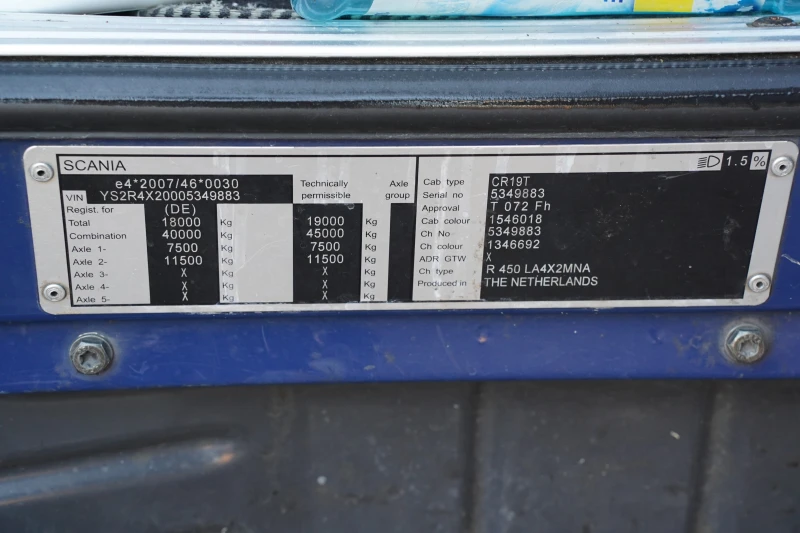 SCANIA 1.5 %
e4*2007/46*0030 Technically Axle
VIN YS2R4X20005349883 permissible group
Regist. for (DE)
Total 18000 Kg 19000 Kg
Combination 40000 Kg 45000 Kg
Axle 1- 7500 Kg 7500 Kg
Axle 2- 11500 Kg 11500 Kg
Axle 3- X Kg X Kg
Axle 4- X Kg X Kg
Axle 5- X Kg X Kg
Cab type CR19T
Serial no 5349883
Approval T 072 Fh
Cab colour 1546018
Ch No 5349883
Ch colour 1346692
ADR GTW X
Ch type R 450 LA4X2MNA
Produced in THE NETHERLANDS